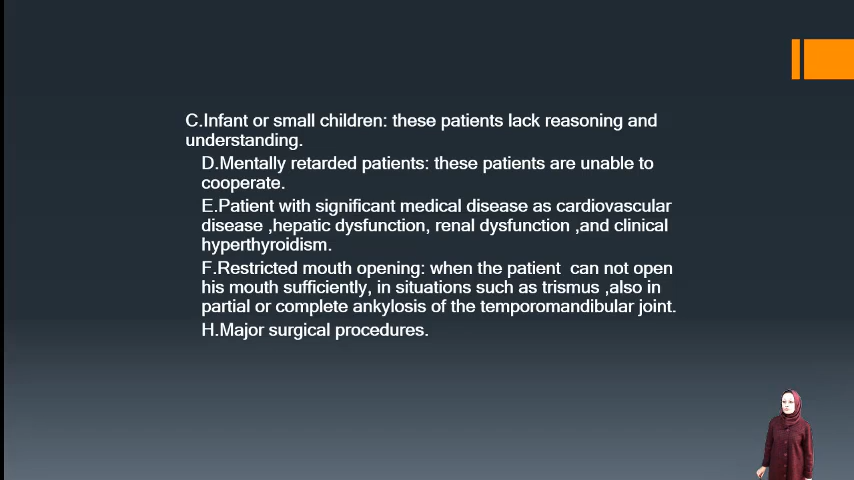 C.Infant or small children: these patients lack reasoning and
understanding.
D.Mentally retarded patients: these patients are unable to
cooperate.
E.Patient with significant medical disease as cardiovascular
disease ,hepatic dysfunction, renal dysfunction ,and clinical
hyperthyroidism.
F.Restricted mouth opening: when the patient  can not open
his mouth sufficiently, in situations such as trismus ,also in
partial or complete ankylosis of the temporomandibular joint.
H.Major surgical procedures.